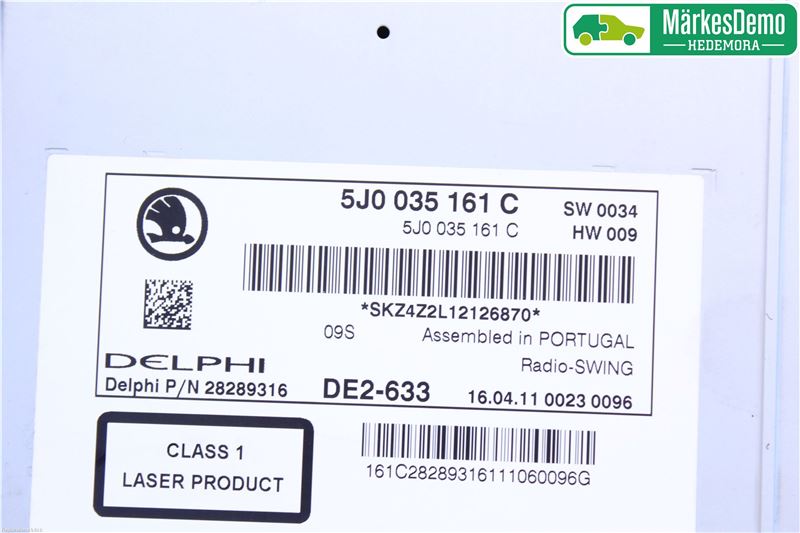 MärkesDemo
HEDEMORA
5J0 035 161 C
SW 0034
5J0 035 161 C
HW 009
*SKZ4Z2L12126870*
09S
Assembled in PORTUGAL
DELPHI
Radio-SWING
Delphi P/N 28289316
DE2-633
16.04.11 0023 0096
CLASS 1
LASER PRODUCT
161C28289316111060096G